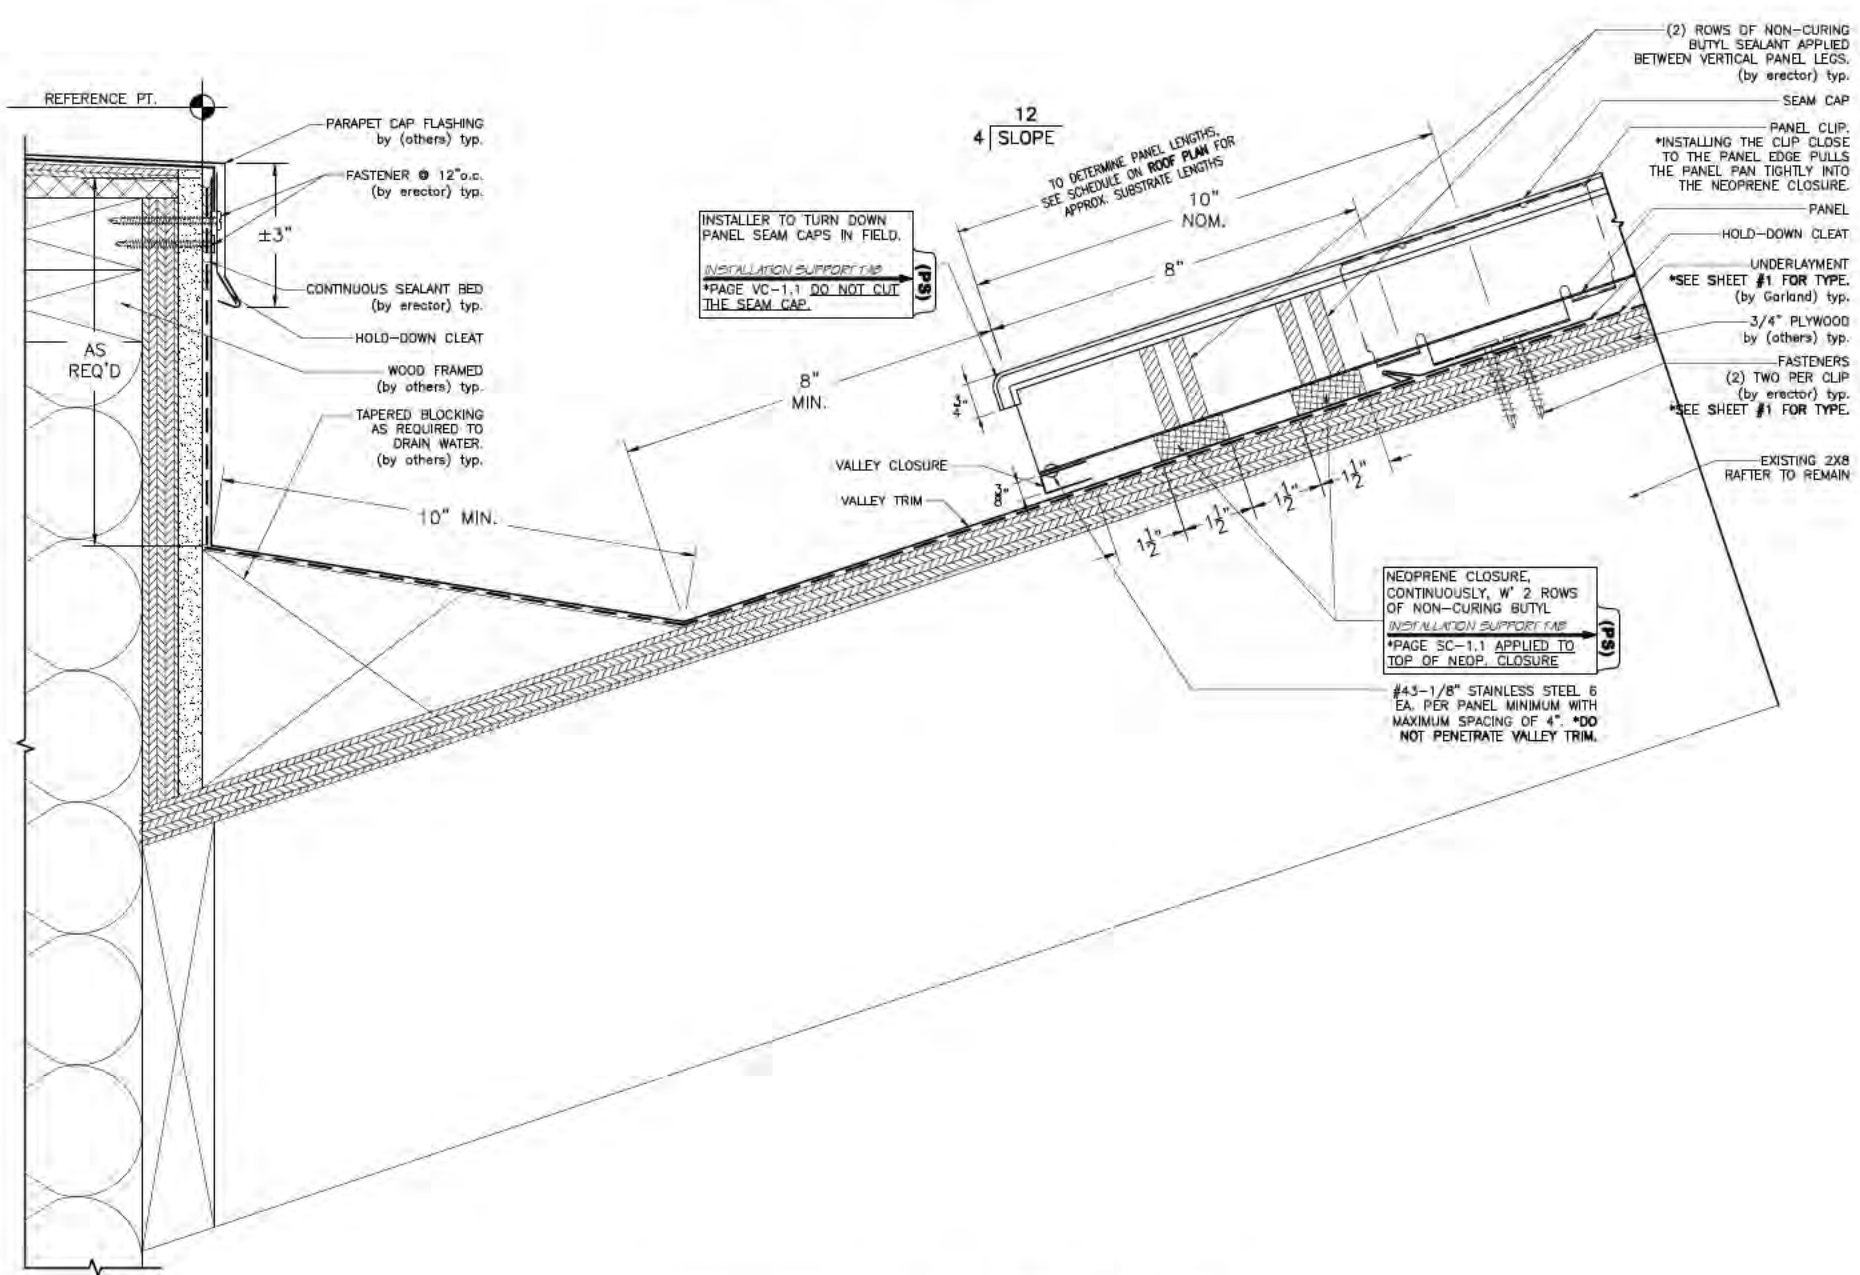 REFERENCE PT.
PARAPET CAP FLASHING
by (others) typ.
FASTENER @ 12"o.c.
(by erector) typ.
±3"
CONTINUOUS SEALANT BED
(by erector) typ.
HOLD-DOWN CLEAT
AS
REQ'D
WOOD FRAMED
(by others) typ.
TAPERED BLOCKING
AS REQUIRED TO
DRAIN WATER.
(by others) typ.
10" MIN.
8"
MIN.
INSTALLER TO TURN DOWN
PANEL SEAM CAPS IN FIELD.
INSTALLATION SUPPORT TAB
*PAGE VC-1.1 DO NOT CUT
THE SEAM CAP.
(PS)
12
4 SLOPE
TO DETERMINE PANEL LENGTHS,
SEE SCHEDULE ON ROOF PLAN FOR
APPROX. SUBSTRATE LENGTHS
10"
NOM.
8"
3/4"
VALLEY CLOSURE
3/8"
VALLEY TRIM
1 1/2"
1 1/2"
1 1/2"
1 1/2"
(2) ROWS OF NON-CURING
BUTYL SEALANT APPLIED
BETWEEN VERTICAL PANEL LEGS.
(by erector) typ.
SEAM CAP
PANEL CLIP.
*INSTALLING THE CLIP CLOSE
TO THE PANEL EDGE PULLS
THE PANEL PAN TIGHTLY INTO
THE NEOPRENE CLOSURE.
PANEL
HOLD-DOWN CLEAT
UNDERLAYMENT
*SEE SHEET #1 FOR TYPE.
(by Garland) typ.
3/4" PLYWOOD
by (others) typ.
FASTENERS
(2) TWO PER CLIP
(by erector) typ.
*SEE SHEET #1 FOR TYPE.
EXISTING 2X8
RAFTER TO REMAIN
NEOPRENE CLOSURE,
CONTINUOUSLY, W' 2 ROWS
OF NON-CURING BUTYL
INSTALLATION SUPPORT TAB
*PAGE SC-1.1 APPLIED TO
TOP OF NEOP. CLOSURE
(PS)
#43-1/8" STAINLESS STEEL 6
EA. PER PANEL MINIMUM WITH
MAXIMUM SPACING OF 4". *DO
NOT PENETRATE VALLEY TRIM.